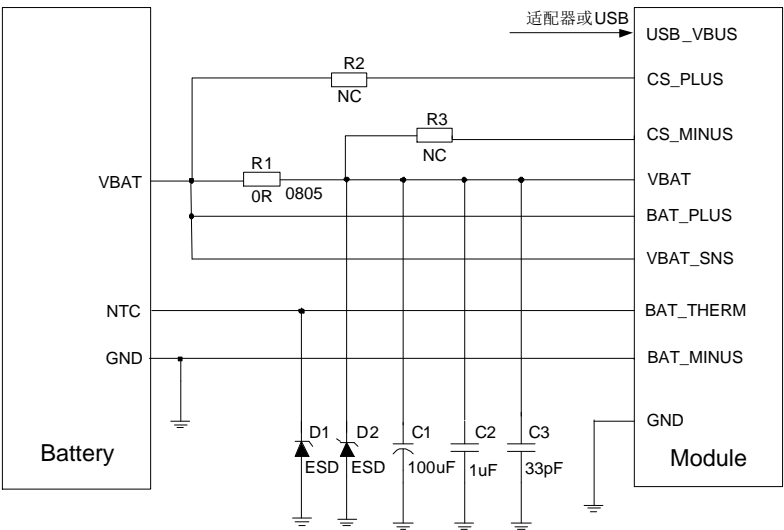 适配器或USB
USB_VBUS
R2
CS_PLUS
NC
R3
CS_MINUS
NC
R1
VBAT
VBAT
0R 0805
BAT_PLUS
VBAT_SNS
NTC
BAT_THERM
GND
BAT_MINUS
GND
D1 D2 C1 C2 C3
Battery
Module
ESD ESD 100uF 1uF 33pF